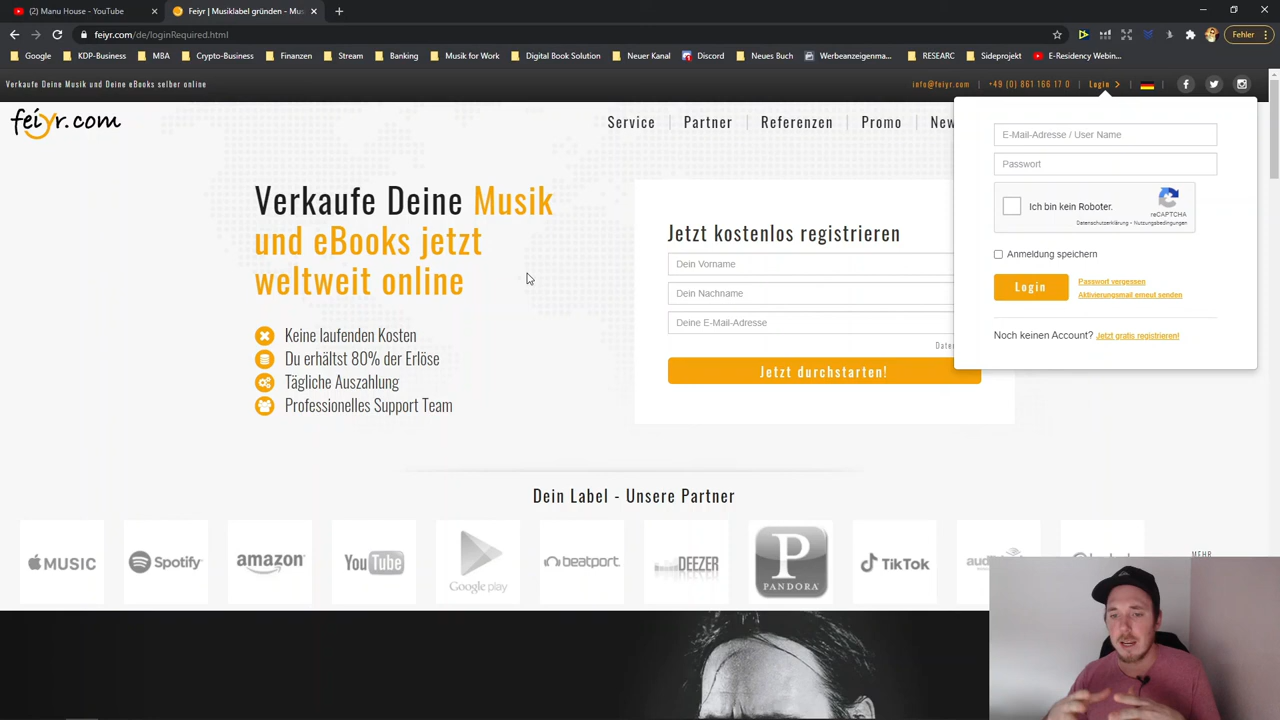 (2) Manu House - YouTube
Feiyr | Musiklabel gründen - Mus
feiyr.com/de/loginRequired.html
Fehler
Google KDP-Business MBA Crypto-Business Finanzen Stream Banking Musik for Work Digital Book Solution Neuer Kanal Discord Neues Buch Werbeanzeigenma... RESEARC Sideprojekt E-Residency Webin...
Verkaufe Deine Musik und Deine eBooks selber online
info@feiyr.com | +49 (0) 861 166 17 0 | Login
feiyr.com
Service Partner Referenzen Promo New
E-Mail-Adresse / User Name
Passwort
Ich bin kein Roboter.
reCAPTCHA
Datenschutzerklärung - Nutzungsbedingungen
Anmeldung speichern
Login
Passwort vergessen
Aktivierungsmail erneut senden
Noch keinen Account? Jetzt gratis registrieren!
Verkaufe Deine Musik
und eBooks jetzt
weltweit online
Keine laufenden Kosten
Du erhältst 80% der Erlöse
Tägliche Auszahlung
Professionelles Support Team
Jetzt kostenlos registrieren
Dein Vorname
Dein Nachname
Deine E-Mail-Adresse
Jetzt durchstarten!
Dein Label - Unsere Partner
MUSIC
Spotify
amazon
YouTube
Google play
beatport
DEEZER
P
PANDORA
TikTok
MEHR